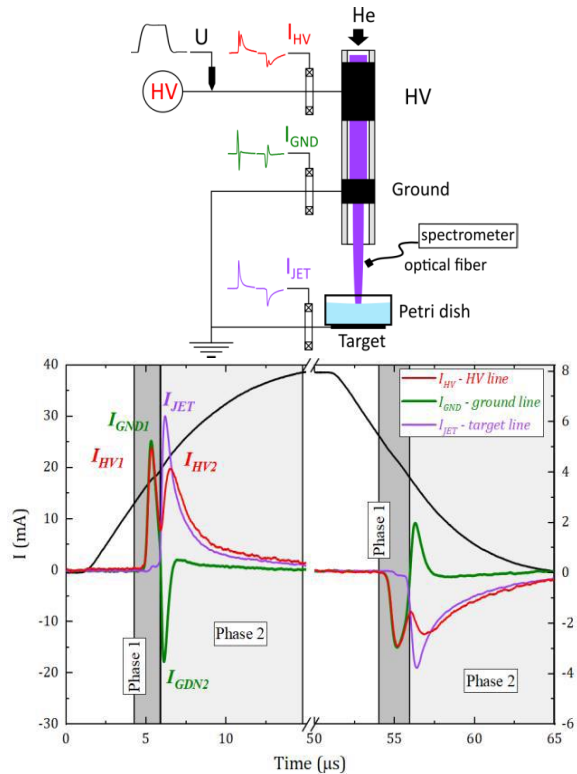 He
U
I_HV
HV
HV
I_GND
Ground
spectrometer
optical fiber
I_JET
Petri dish
Target
40
30
20
10
0
-10
-20
-30
I (mA)
8
6
4
2
0
-2
-4
-6
I_GND1
I_JET
I_HV1
I_HV2
I_GDN2
Phase 1
Phase 2
I_HV - HV line
I_GND - ground line
I_JET - target line
Phase 1
Phase 2
0 5 10 50 55 60 65
Time (μs)